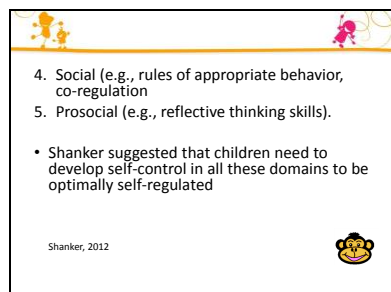 4. Social (e.g., rules of appropriate behavior,
co-regulation
5. Prosocial (e.g., reflective thinking skills).
• Shanker suggested that children need to
develop self-control in all these domains to be
optimally self-regulated
Shanker, 2012